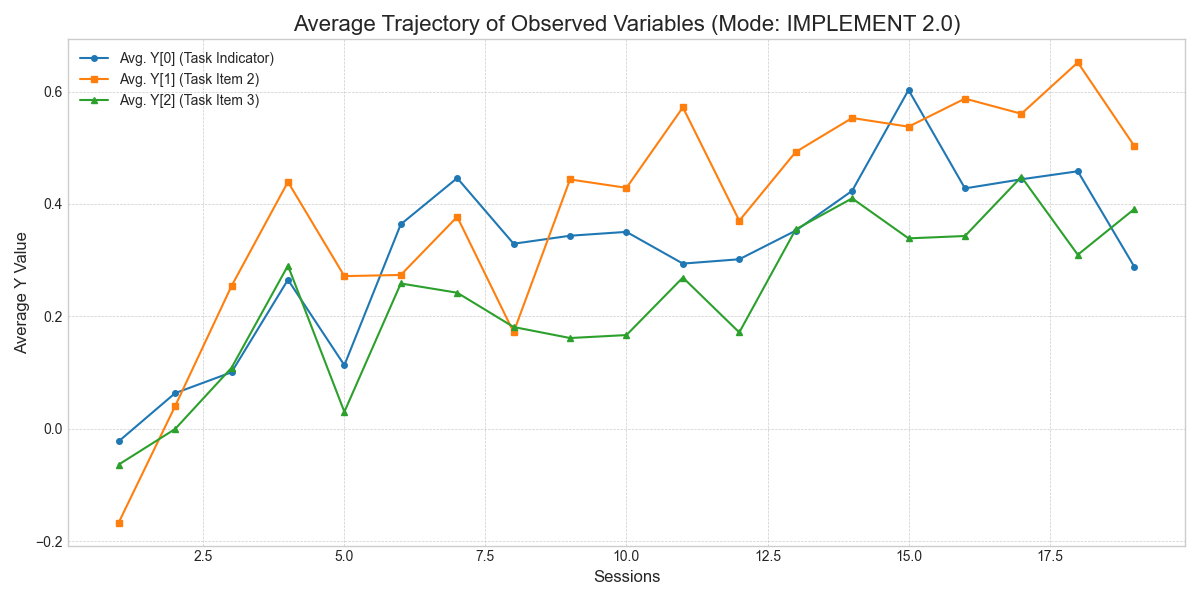 Average Trajectory of Observed Variables (Mode: IMPLEMENT 2.0)
Avg. Y[0] (Task Indicator)
Avg. Y[1] (Task Item 2)
Avg. Y[2] (Task Item 3)
Average Y Value
0.6
0.4
0.2
0.0
−0.2
2.5 5.0 7.5 10.0 12.5 15.0 17.5
Sessions